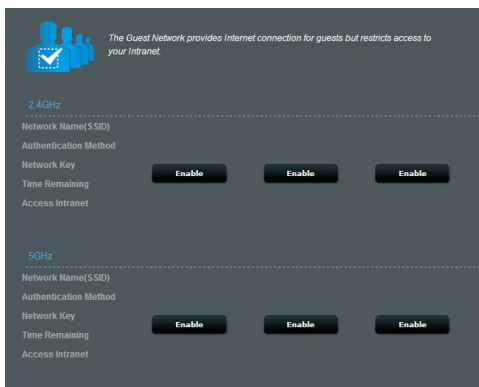 The Guest Network provides Internet connection for guests but restricts access to
your Intranet.
2.4GHz
Network Name(SSID)
Authentication Method
Network Key
Enable Enable Enable
Time Remaining
Access Intranet
5GHz
Network Name(SSID)
Authentication Method
Network Key
Enable Enable Enable
Time Remaining
Access Intranet